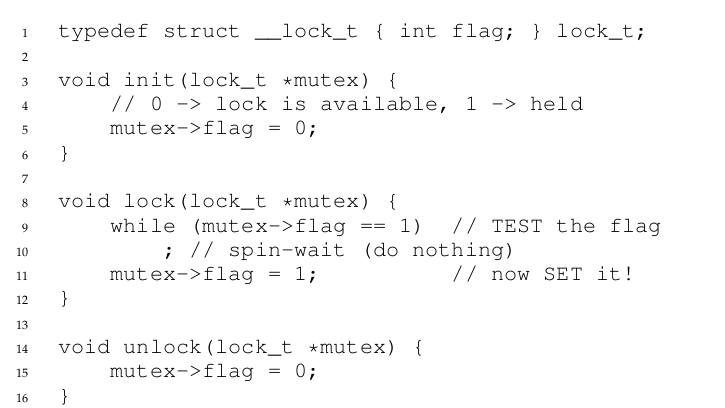 1 typedef struct __lock_t { int flag; } lock_t;
2
3 void init(lock_t *mutex) {
4 // 0 -> lock is available, 1 -> held
5 mutex->flag = 0;
6 }
7
8 void lock(lock_t *mutex) {
9 while (mutex->flag == 1) // TEST the flag
10 ; // spin-wait (do nothing)
11 mutex->flag = 1; // now SET it!
12 }
13
14 void unlock(lock_t *mutex) {
15 mutex->flag = 0;
16 }